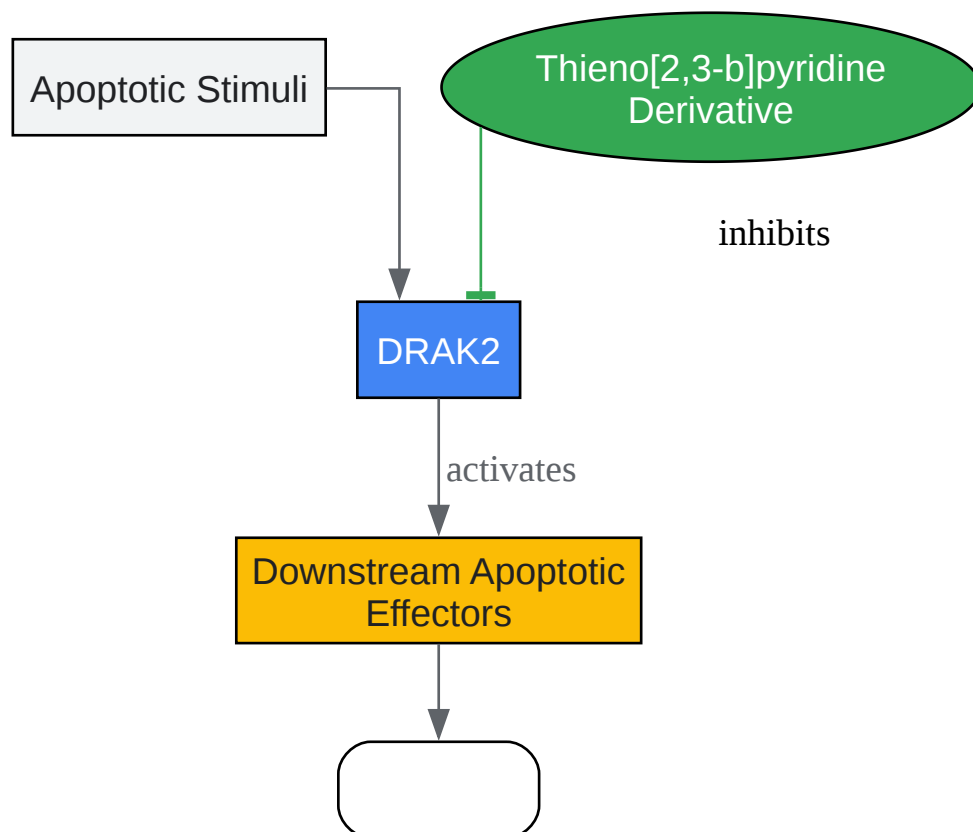 Apoptotic Stimuli
Thieno[2,3-b]pyridine
Derivative
inhibits
DRAK2
activates
Downstream Apoptotic
Effectors